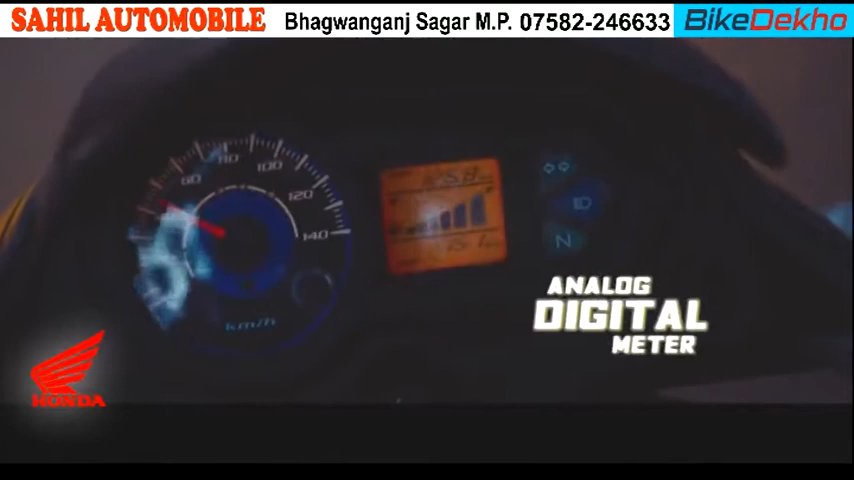 SAHIL AUTOMOBILE Bhagwanganj Sagar M.P. 07582-246633 BikeDekho
80
100
120
140
km/h
N
ANALOG
DIGITAL
METER
HONDA